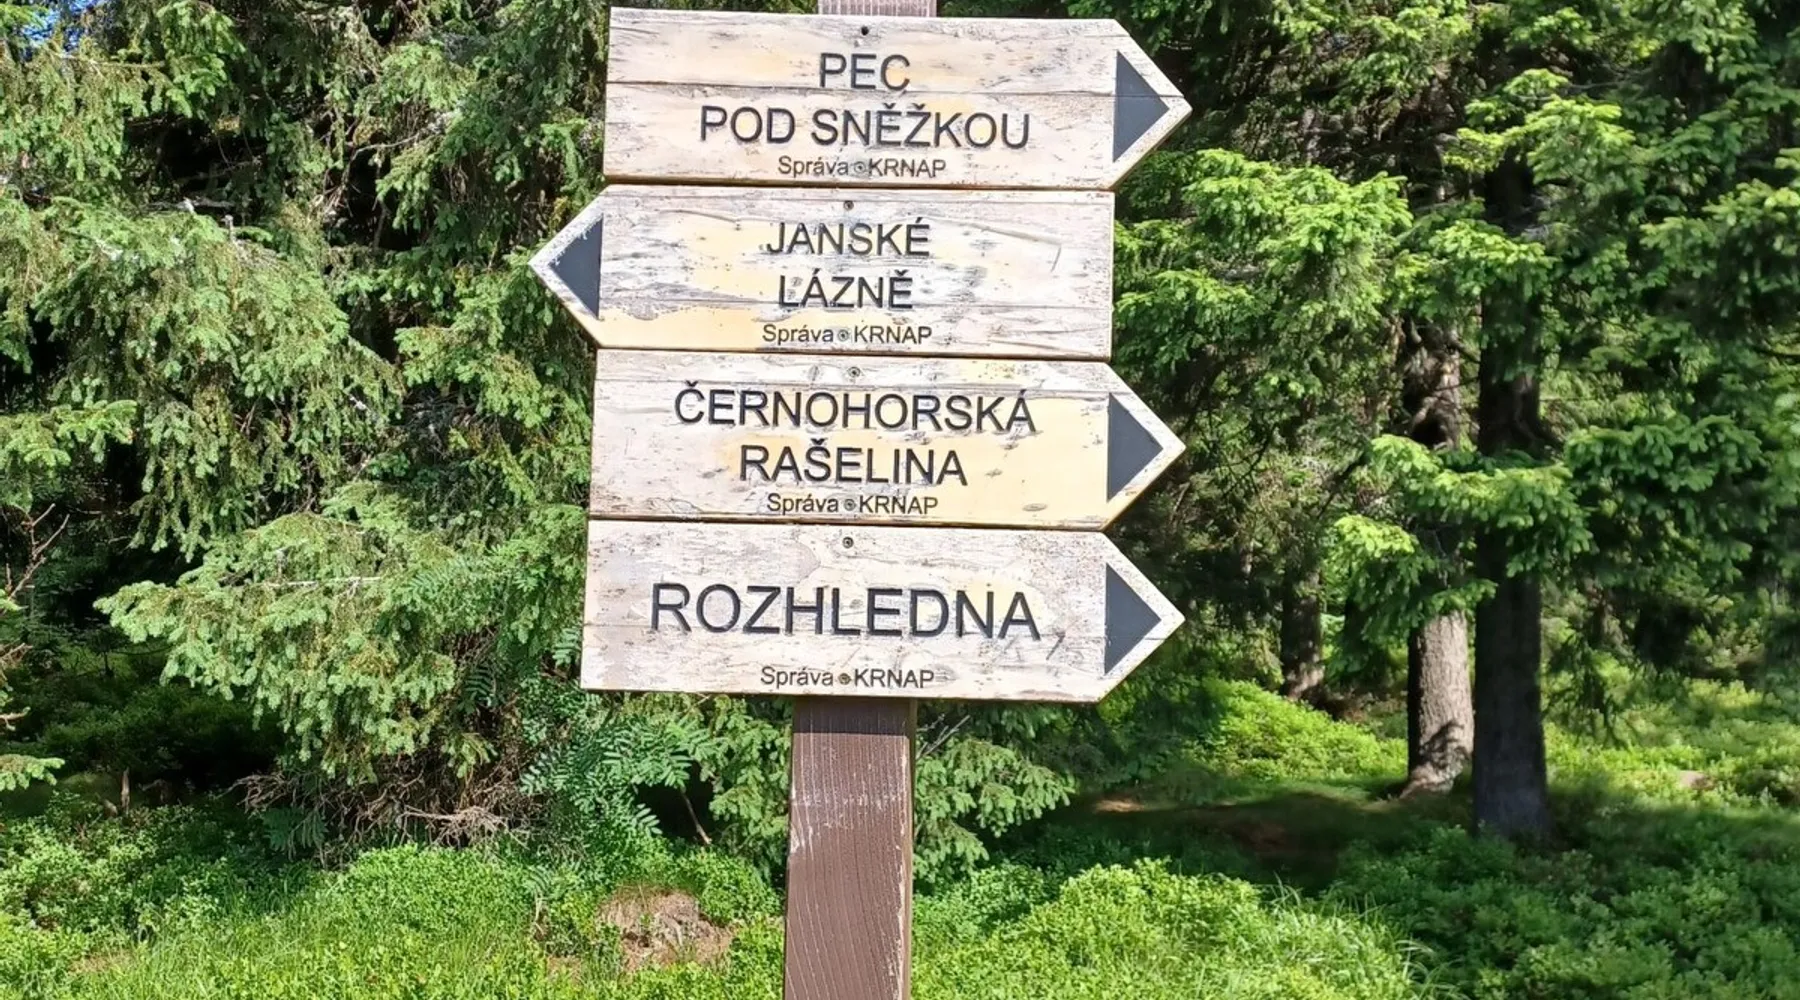 PEC
POD SNĚŽKOU
Správa KRNAP
JANSKÉ
LÁZNĚ
Správa KRNAP
ČERNOHORSKÁ
RAŠELINA
Správa KRNAP
ROZHLEDNA
Správa KRNAP